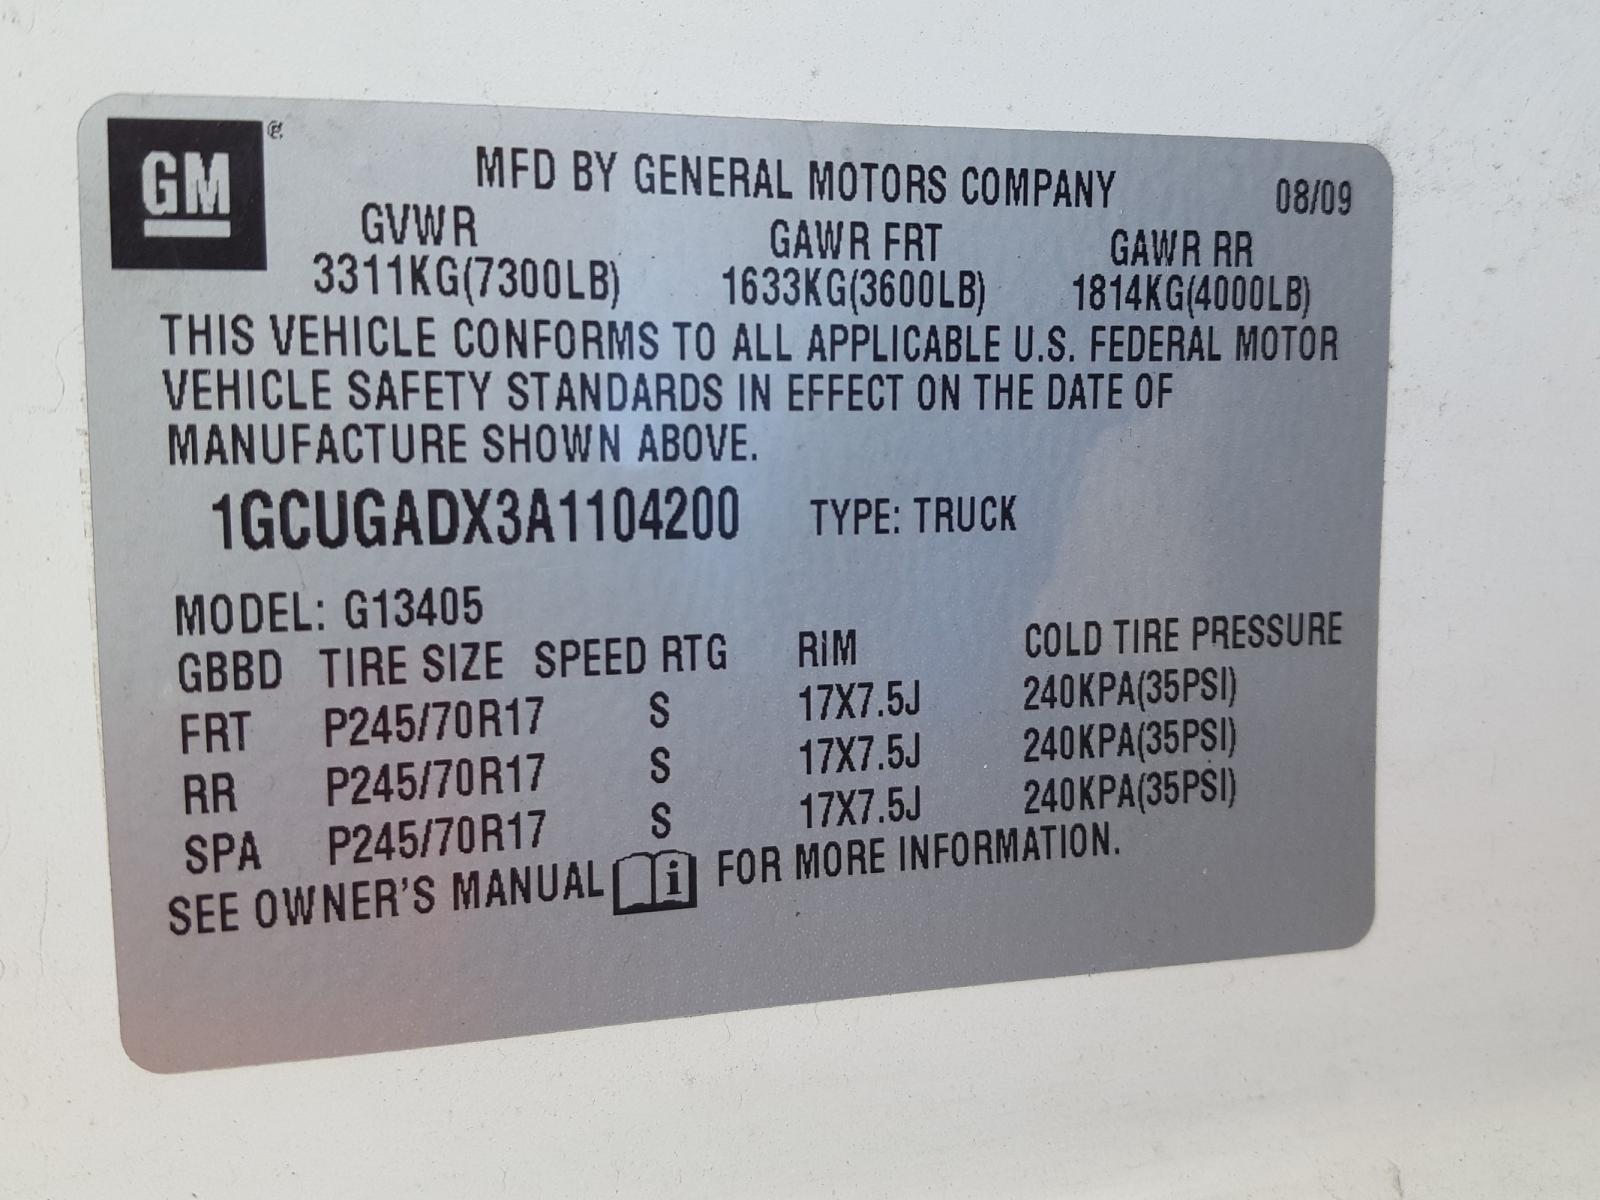 GM®
MFD BY GENERAL MOTORS COMPANY 08/09
GVWR GAWR FRT GAWR RR
3311KG(7300LB) 1633KG(3600LB) 1814KG(4000LB)
THIS VEHICLE CONFORMS TO ALL APPLICABLE U.S. FEDERAL MOTOR
VEHICLE SAFETY STANDARDS IN EFFECT ON THE DATE OF
MANUFACTURE SHOWN ABOVE.
1GCUGADX3A1104200 TYPE: TRUCK
MODEL: G13405
GBBD TIRE SIZE SPEED RTG RIM COLD TIRE PRESSURE
FRT P245/70R17 S 17X7.5J 240KPA(35PSI)
RR P245/70R17 S 17X7.5J 240KPA(35PSI)
SPA P245/70R17 S 17X7.5J 240KPA(35PSI)
SEE OWNER'S MANUAL i FOR MORE INFORMATION.